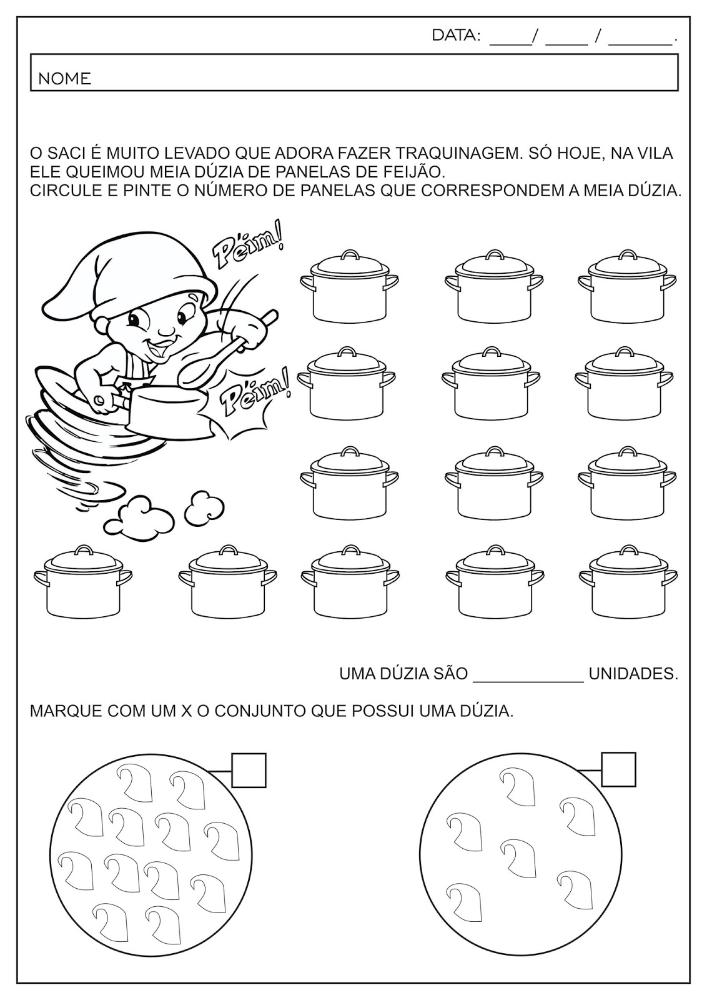 DATA: ____/ ____ / ______.
NOME
O SACI É MUITO LEVADO QUE ADORA FAZER TRAQUINAGEM. SÓ HOJE, NA VILA
ELE QUEIMOU MEIA DÚZIA DE PANELAS DE FEIJÃO.
CIRCULE E PINTE O NÚMERO DE PANELAS QUE CORRESPONDEM A MEIA DÚZIA.
Péim!
Péim!
UMA DÚZIA SÃO ____________ UNIDADES.
MARQUE COM UM X O CONJUNTO QUE POSSUI UMA DÚZIA.